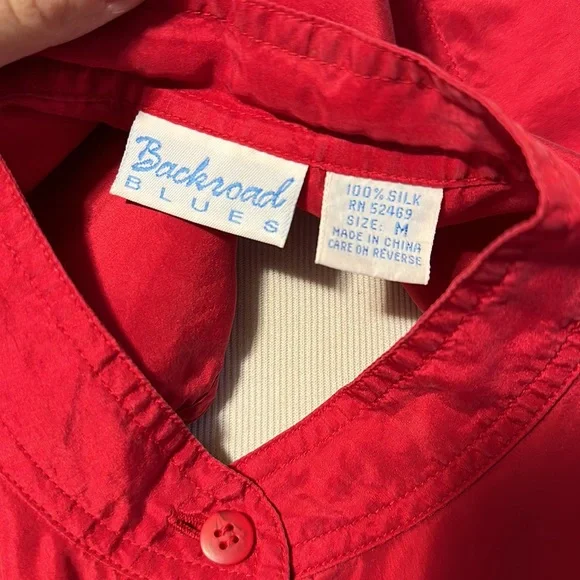 Backroad
BLUES
100% SILK
RN 52469
SIZE: M
MADE IN CHINA
CARE ON REVERSE